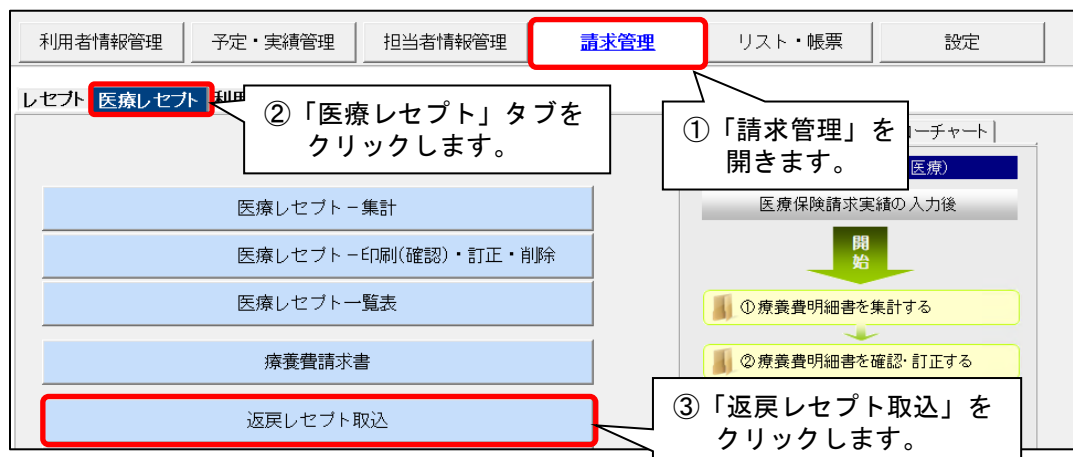 利用者情報管理 予定・実績管理 担当者情報管理 請求管理 リスト・帳票 設定
レセプト 医療レセプト 利用
②「医療レセプト」タブを
クリックします。
①「請求管理」を
開きます。
ローチャート
医療)
医療レセプト－集計
医療レセプト－印刷(確認)・訂正・削除
医療レセプト一覧表
療養費請求書
返戻レセプト取込
医療保険請求実績の入力後
開
始
①療養費明細書を集計する
②療養費明細書を確認・訂正する
③「返戻レセプト取込」を
クリックします。